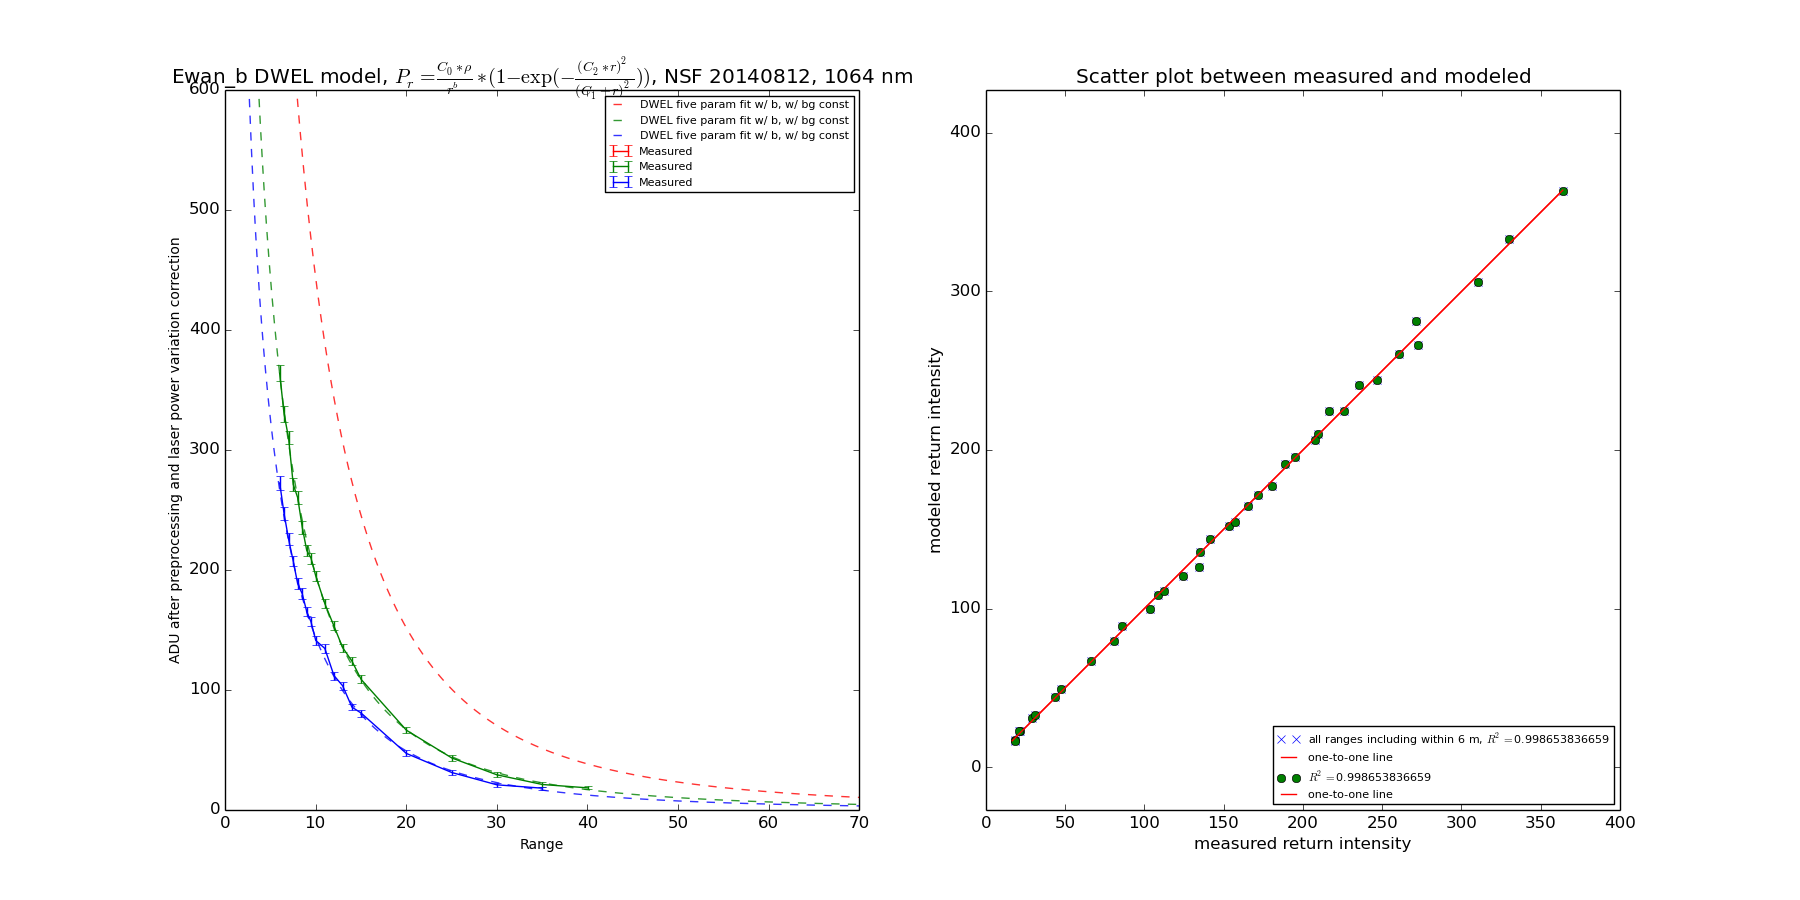 Ewan_b DWEL model, $P_r = \frac{C_0 * \rho}{r^b} * (1 - \exp(-\frac{(C_2 * r)^2}{(C_1 + r)^2}))$, NSF 20140812, 1064 nm
600
500
400
300
200
100
0
ADU after preprocessing and laser power variation correction
DWEL five param fit w/ b, w/ bg const
DWEL five param fit w/ b, w/ bg const
DWEL five param fit w/ b, w/ bg const
Measured
Measured
Measured
0 10 20 30 40 50 60 70
Range
Scatter plot between measured and modeled
400
300
200
100
0
modeled return intensity
all ranges including within 6 m, $R^2$ =0.998653836659
one-to-one line
$R^2$ =0.998653836659
one-to-one line
0 50 100 150 200 250 300 350 400
measured return intensity